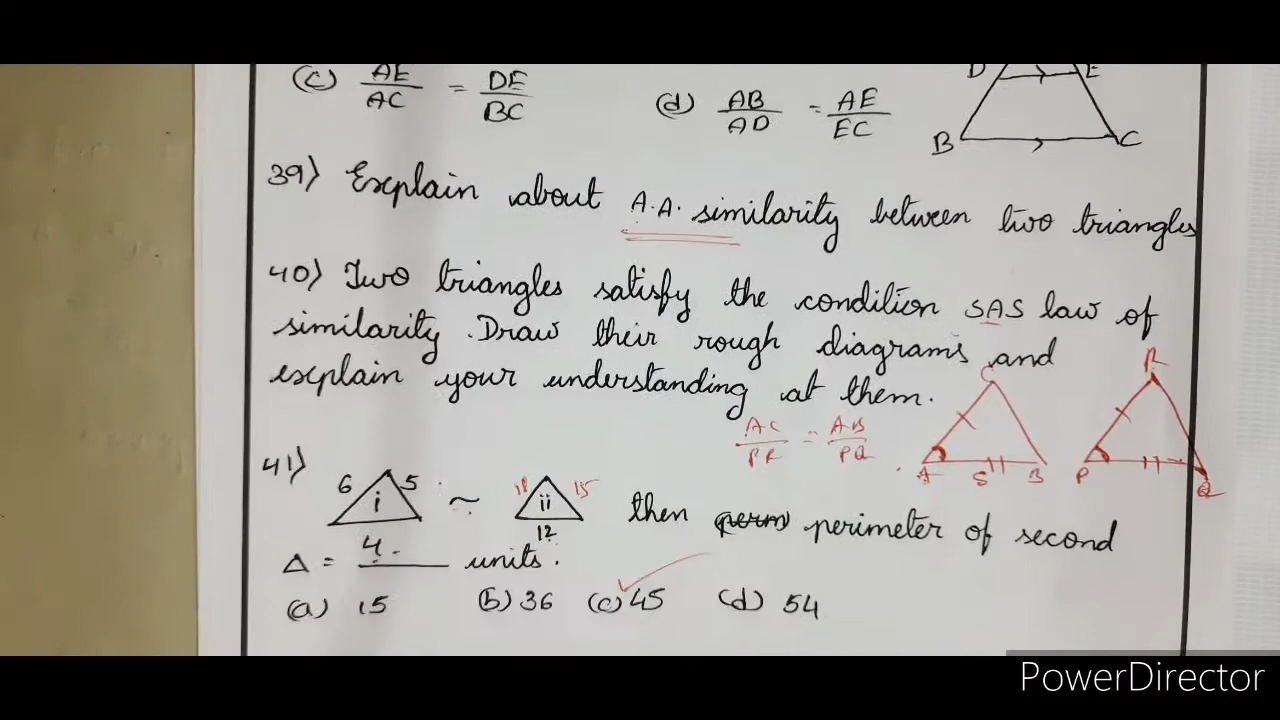 (c) AE/AC = DE/BC
(d) AB/AD = AE/EC
D E
B C
39) Explain about A.A. similarity between two triangles
40) Two triangles satisfy the condition SAS law of
similarity. Draw their rough diagrams and
explain your understanding at them.
C R
AC/PR = AB/PQ
A S B P Q
41) 6 i 5 ~ 18 ii 15 then perimeter of second
4 12
Δ = ____ units.
(a) 15 (b) 36 (c) 45 (d) 54
PowerDirector